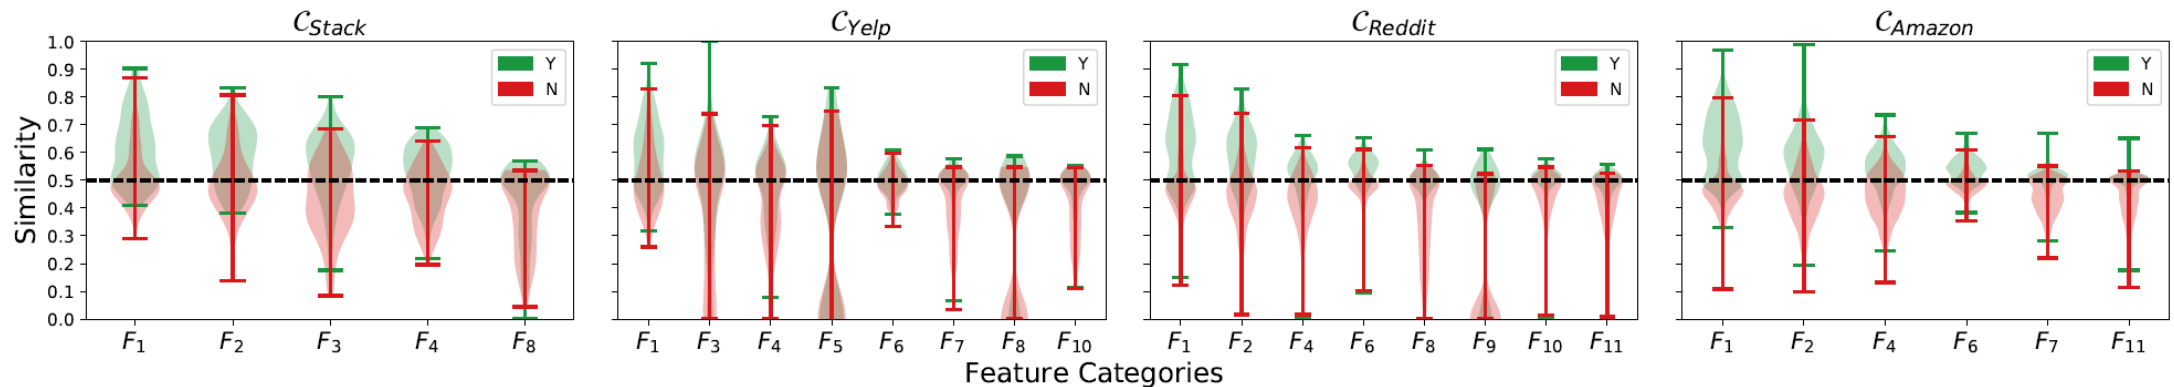 C_Stack C_Yelp C_Reddit C_Amazon
Similarity
1.0
0.9
0.8
0.7
0.6
0.5
0.4
0.3
0.2
0.1
0.0
Y
N
Y
N
Y
N
Y
N
F1 F2 F3 F4 F8
F1 F3 F4 F5 F6 F7 F8 F10
F1 F2 F4 F6 F8 F9 F10 F11
F1 F2 F4 F6 F7 F11
Feature Categories